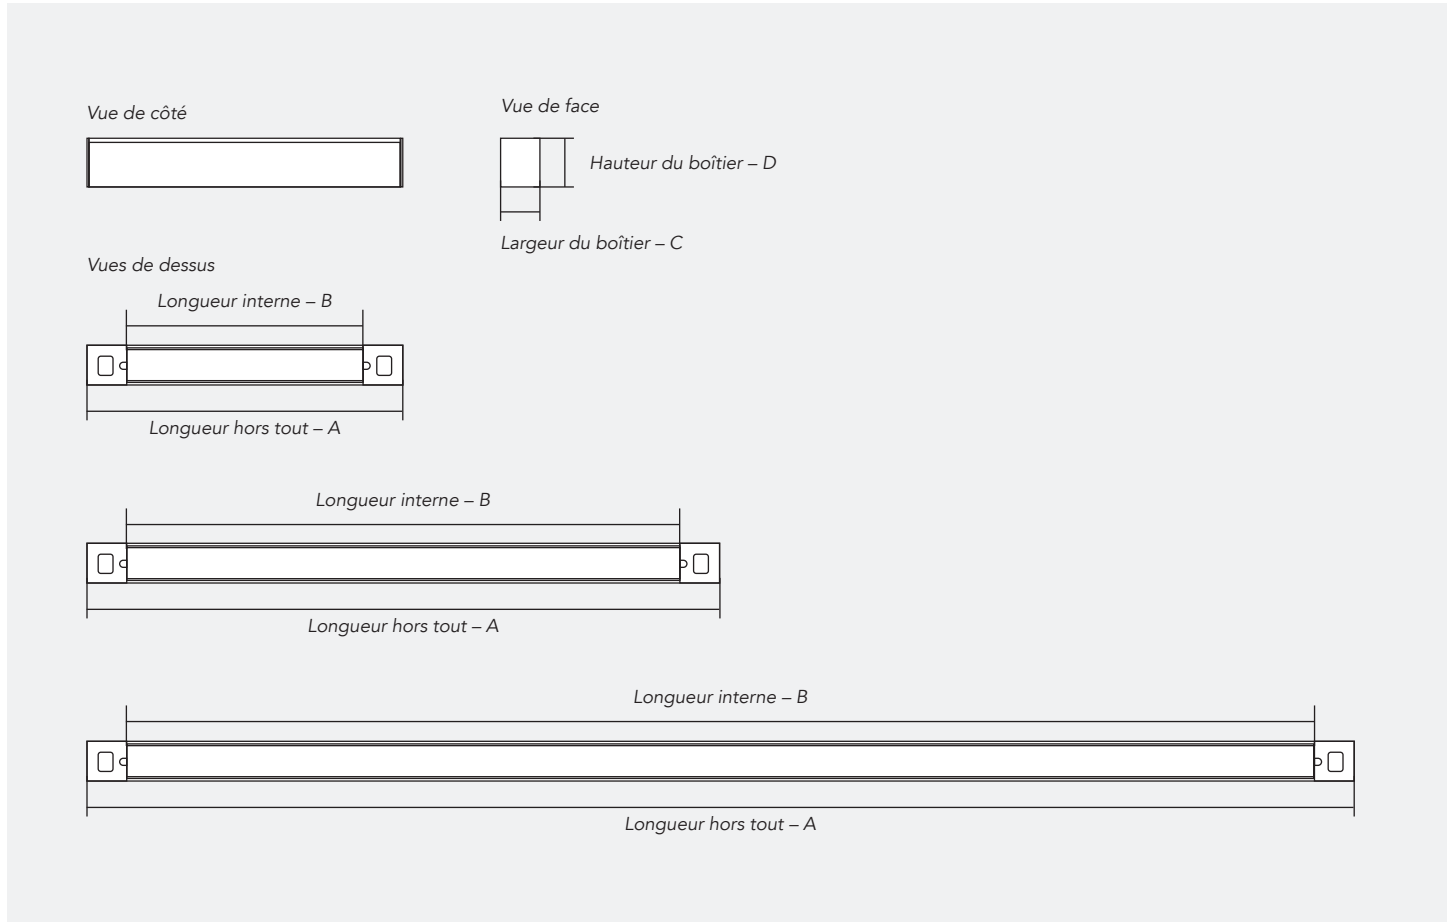 Vue de côté
Vue de face
Hauteur du boîtier – D
Largeur du boîtier – C
Vues de dessus
Longueur interne – B
Longueur hors tout – A
Longueur interne – B
Longueur hors tout – A
Longueur interne – B
Longueur hors tout – A